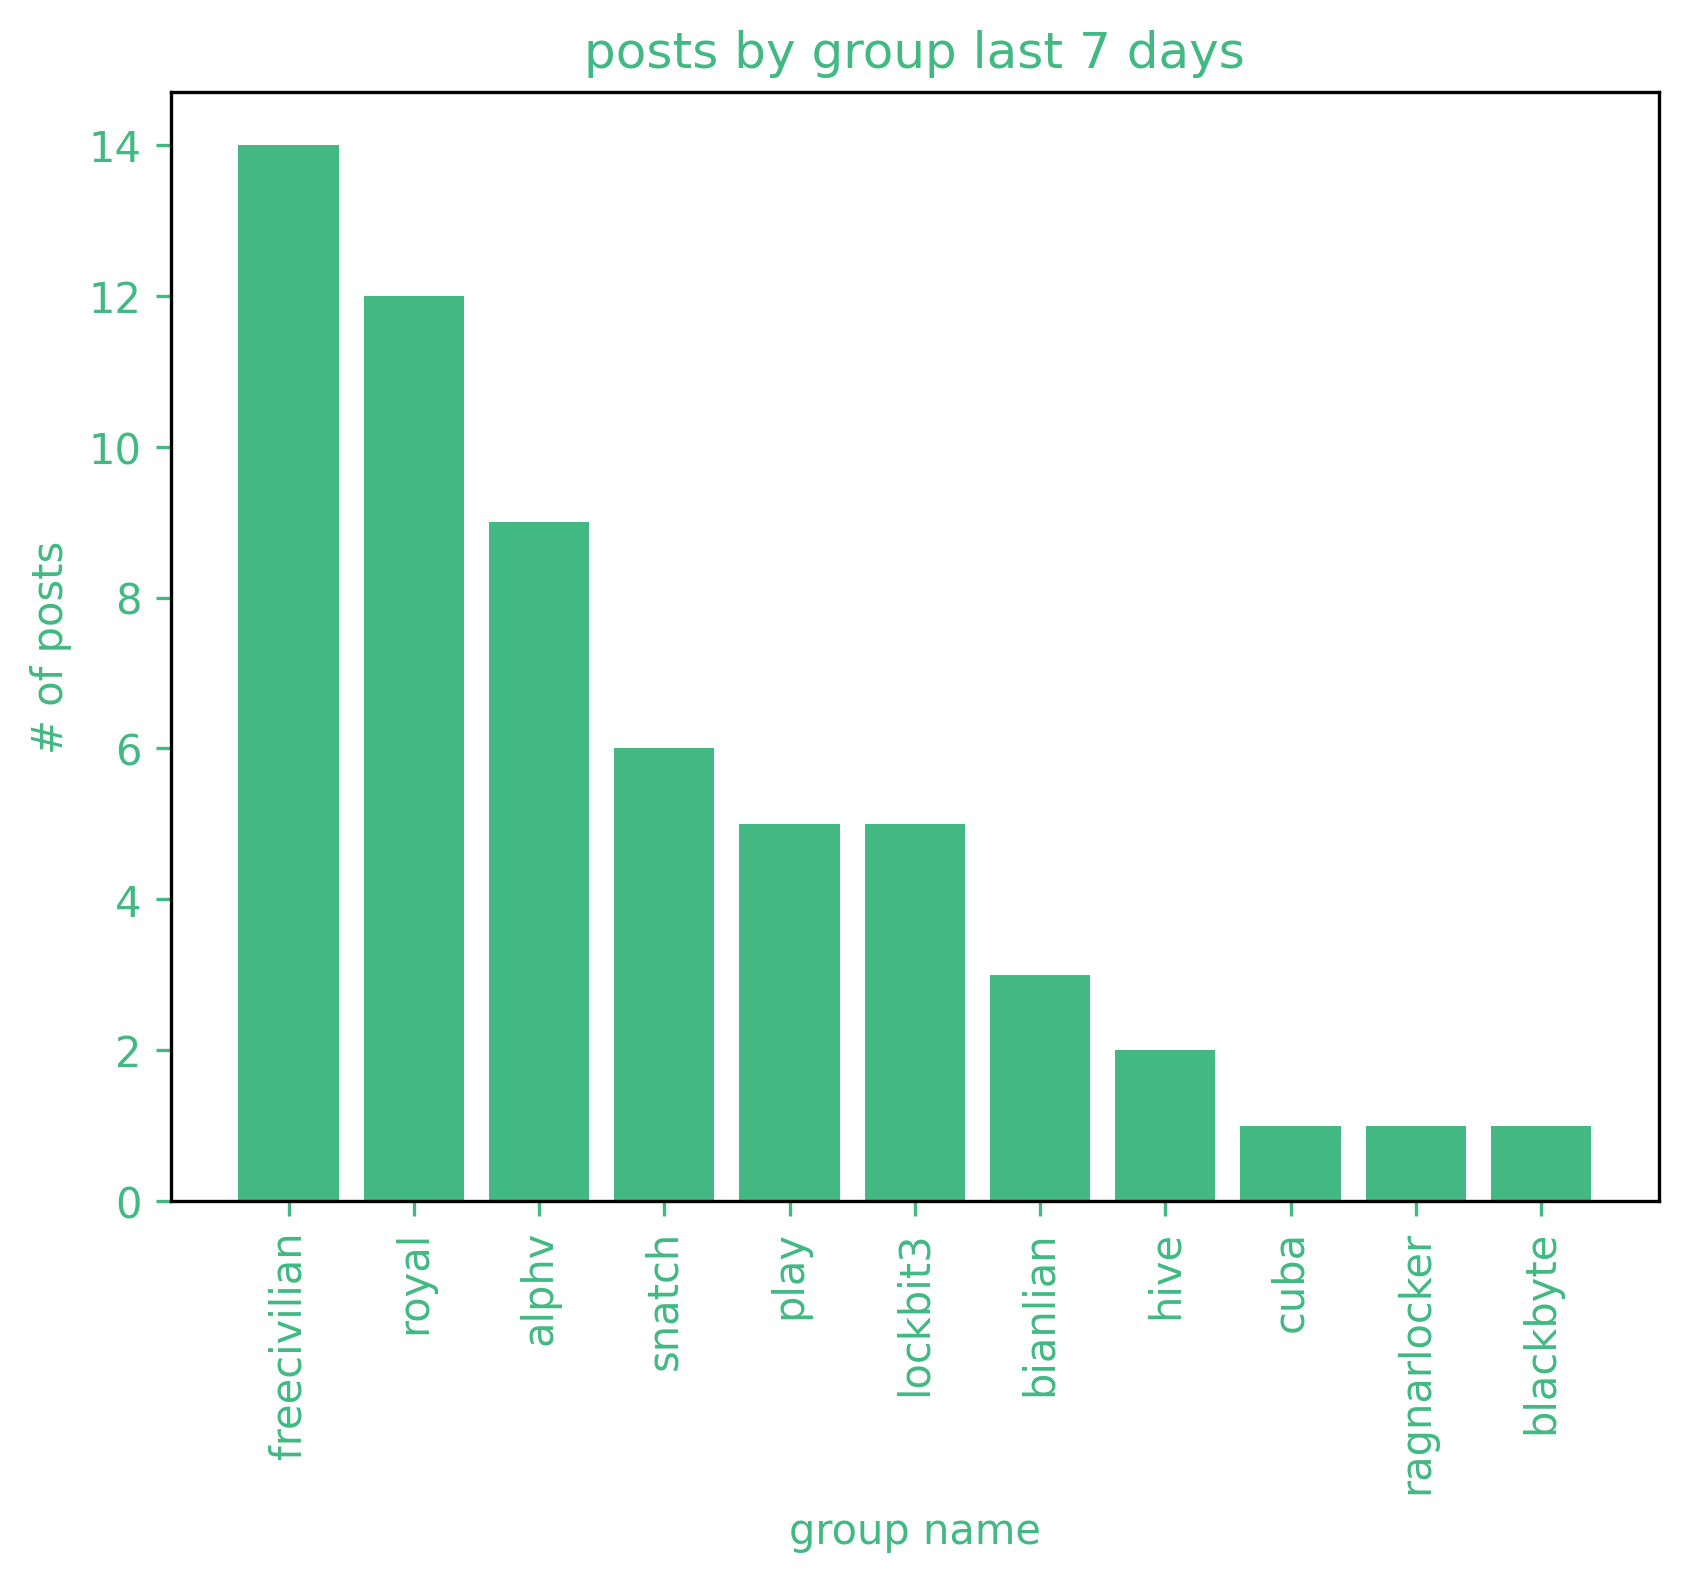 posts by group last 7 days
14
12
10
8
6
4
2
0
# of posts
freecivilian
royal
alphv
snatch
play
lockbit3
bianlian
hive
cuba
ragnarlocker
blackbyte
group name